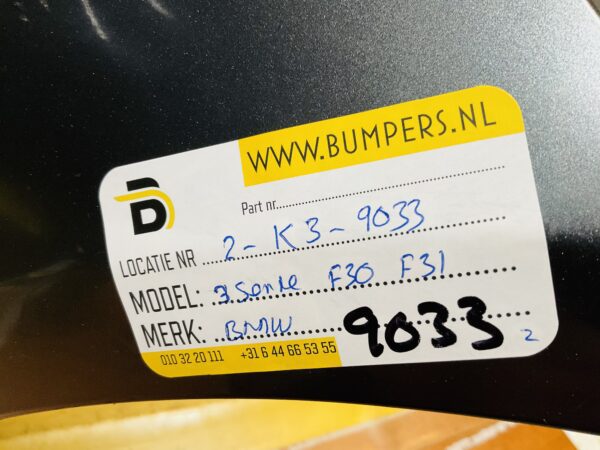 WWW.BUMPERS.NL
B
Part nr.
LOCATIE NR 2 - K 3 - 9033
MODEL: 3 Serie F30 F31
MERK: BMW 9033 2
010 32 20 111 +31 6 44 66 53 55